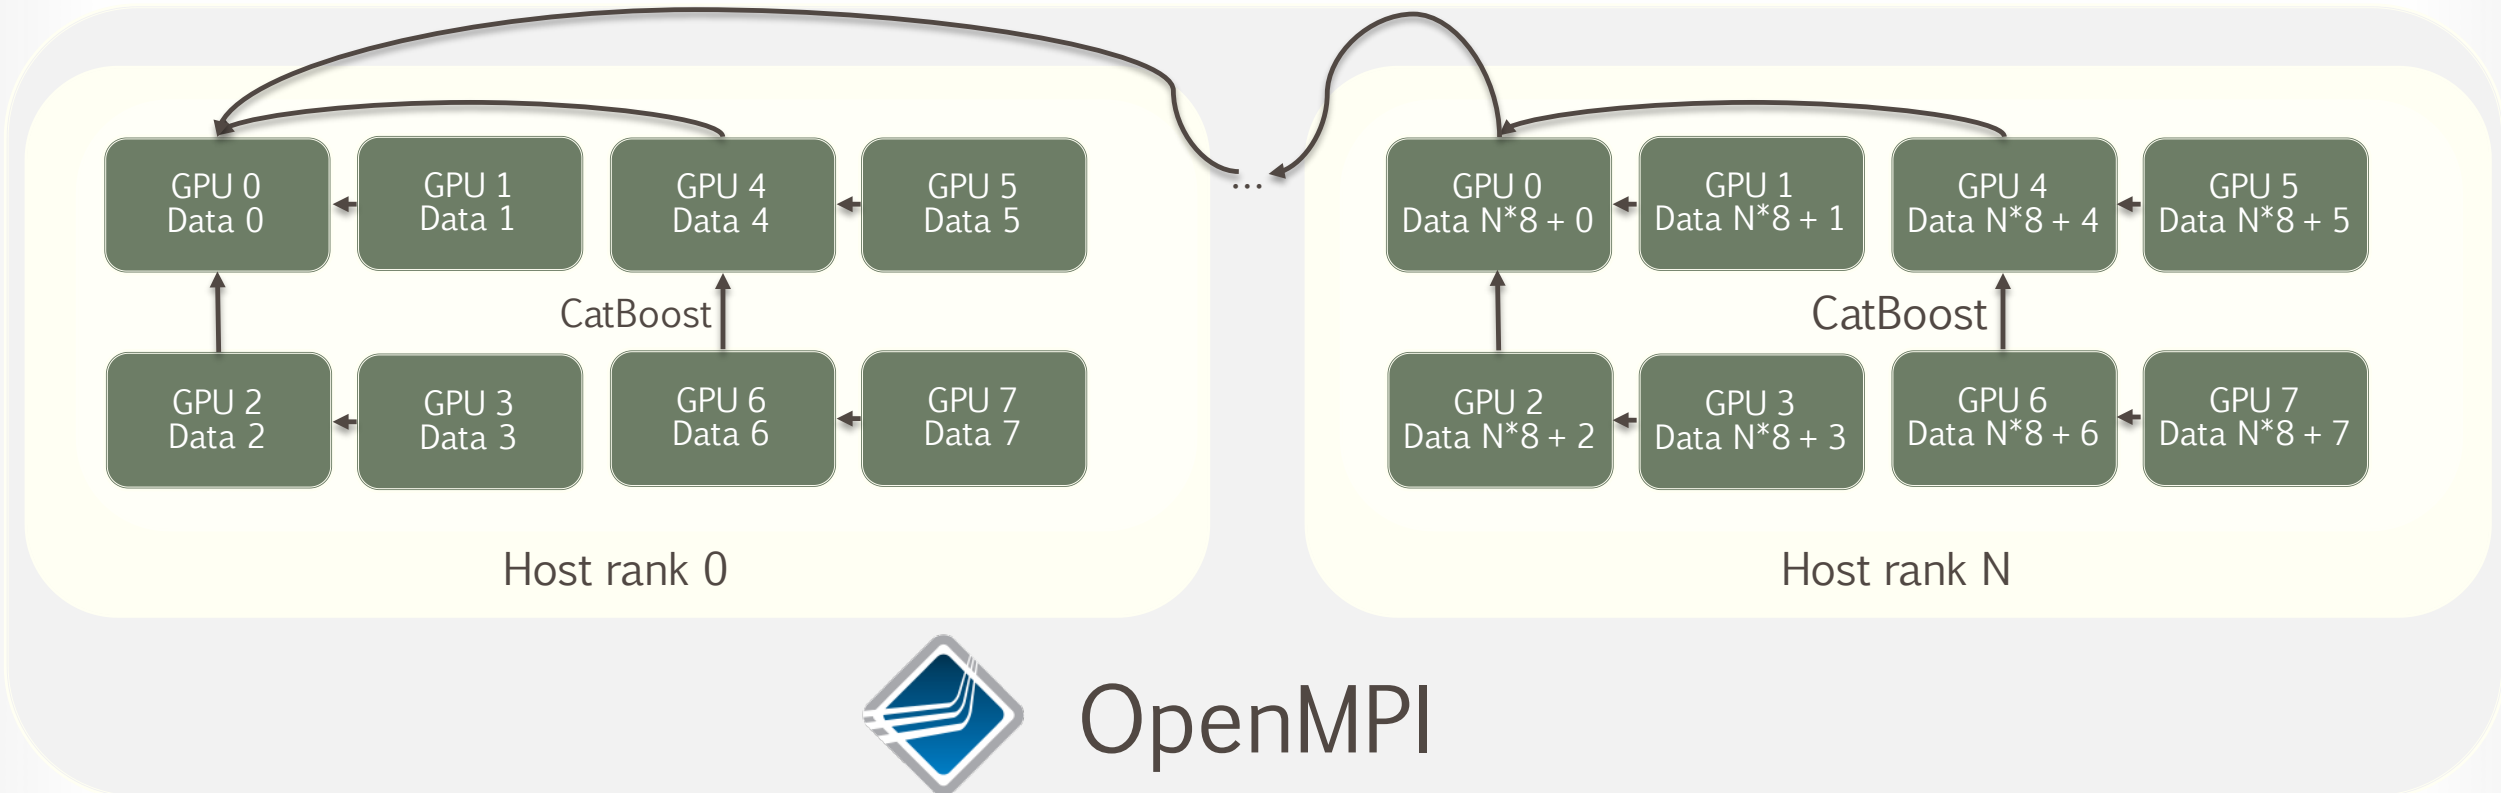 GPU 0
Data 0
GPU 1
Data 1
GPU 4
Data 4
GPU 5
Data 5
CatBoost
GPU 2
Data 2
GPU 3
Data 3
GPU 6
Data 6
GPU 7
Data 7
Host rank 0
...
GPU 0
Data N*8 + 0
GPU 1
Data N*8 + 1
GPU 4
Data N*8 + 4
GPU 5
Data N*8 + 5
CatBoost
GPU 2
Data N*8 + 2
GPU 3
Data N*8 + 3
GPU 6
Data N*8 + 6
GPU 7
Data N*8 + 7
Host rank N
OpenMPI